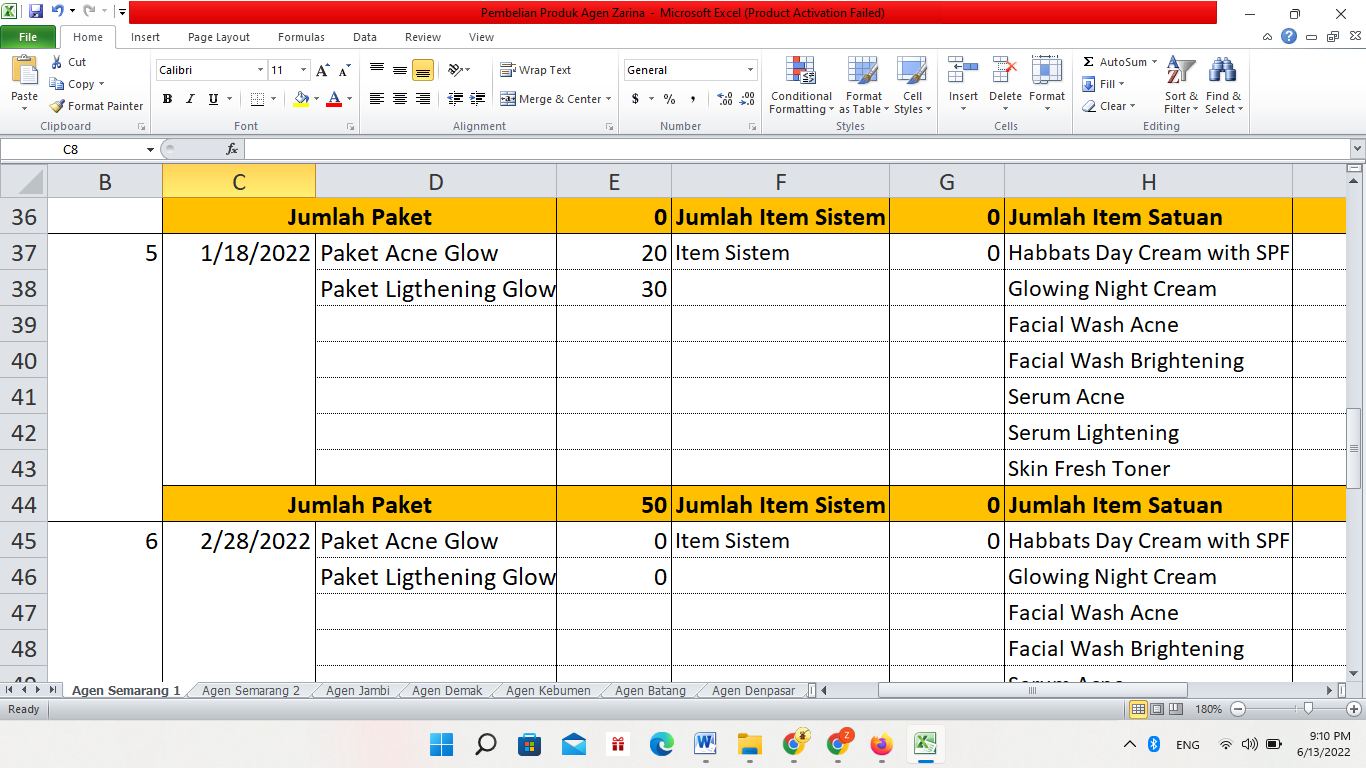 Pembelian Produk Agen Zarina - Microsoft Excel (Product Activation Failed)
File Home Insert Page Layout Formulas Data Review View
Paste Cut Copy Format Painter Clipboard
Calibri 11 B I U A Font
Wrap Text Merge & Center Alignment
General $ % , Number
Conditional Formatting Format as Table Cell Styles Styles
Insert Delete Format Cells
Σ AutoSum Fill Clear Sort & Filter Find & Select Editing
C8 fx
B C D E F G H
36 Jumlah Paket 0 Jumlah Item Sistem 0 Jumlah Item Satuan
37 5 1/18/2022 Paket Acne Glow 20 Item Sistem 0 Habbats Day Cream with SPF
38 Paket Ligthening Glow 30 Glowing Night Cream
39 Facial Wash Acne
40 Facial Wash Brightening
41 Serum Acne
42 Serum Lightening
43 Skin Fresh Toner
44 Jumlah Paket 50 Jumlah Item Sistem 0 Jumlah Item Satuan
45 6 2/28/2022 Paket Acne Glow 0 Item Sistem 0 Habbats Day Cream with SPF
46 Paket Ligthening Glow 0 Glowing Night Cream
47 Facial Wash Acne
48 Facial Wash Brightening
Agen Semarang 1 Agen Semarang 2 Agen Jambi Agen Demak Agen Kebumen Agen Batang Agen Denpasar
Ready 180%
ENG 9:10 PM
6/13/2022